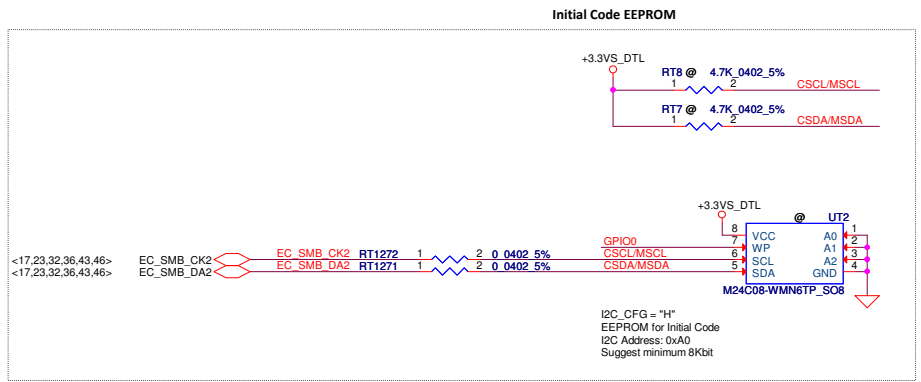 Initial Code EEPROM
+3.3VS_DTL
RT8 @ 4.7K_0402_5%
1 2 CSCL/MSCL
RT7 @ 4.7K_0402_5%
1 2 CSDA/MSDA
+3.3VS_DTL
@ UT2
8 VCC A0 1
GPIO0 7 WP A1 2
<17,23,32,36,43,46> EC_SMB_CK2 EC_SMB_CK2 RT1272 1 2 0_0402_5% CSCL/MSCL 6 SCL A2 3
<17,23,32,36,43,46> EC_SMB_DA2 EC_SMB_DA2 RT1271 1 2 0_0402_5% CSDA/MSDA 5 SDA GND 4
M24C08-WMN6TP_SO8
I2C_CFG = "H"
EEPROM for Initial Code
I2C Address: 0xA0
Suggest minimum 8Kbit